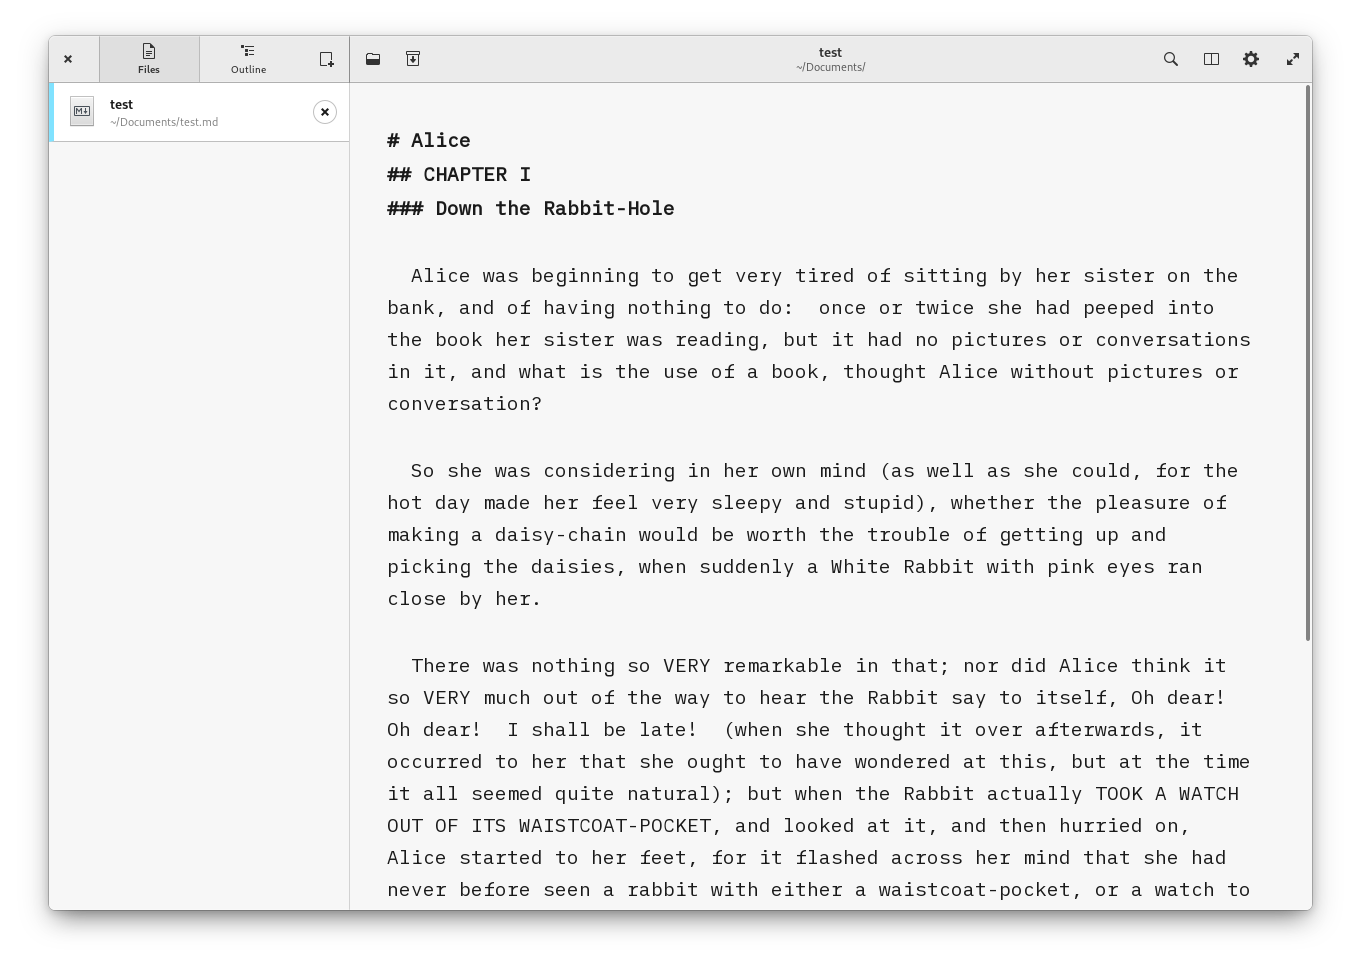 Files
Outline
test
~/Documents/
test
~/Documents/test.md
# Alice
## CHAPTER I
### Down the Rabbit-Hole
Alice was beginning to get very tired of sitting by her sister on the
bank, and of having nothing to do:  once or twice she had peeped into
the book her sister was reading, but it had no pictures or conversations
in it, and what is the use of a book, thought Alice without pictures or
conversation?
So she was considering in her own mind (as well as she could, for the
hot day made her feel very sleepy and stupid), whether the pleasure of
making a daisy-chain would be worth the trouble of getting up and
picking the daisies, when suddenly a White Rabbit with pink eyes ran
close by her.
There was nothing so VERY remarkable in that; nor did Alice think it
so VERY much out of the way to hear the Rabbit say to itself, Oh dear!
Oh dear!  I shall be late!  (when she thought it over afterwards, it
occurred to her that she ought to have wondered at this, but at the time
it all seemed quite natural); but when the Rabbit actually TOOK A WATCH
OUT OF ITS WAISTCOAT-POCKET, and looked at it, and then hurried on,
Alice started to her feet, for it flashed across her mind that she had
never before seen a rabbit with either a waistcoat-pocket, or a watch to